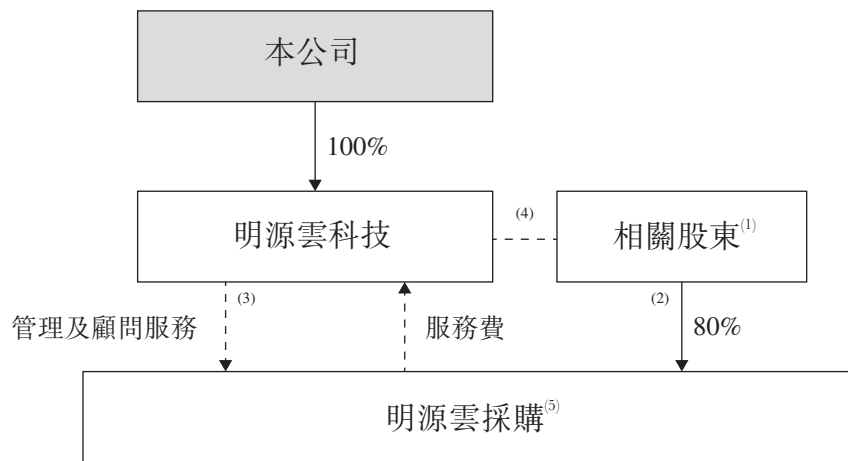 本公司
100%
明源雲科技
(4)
相關股東(1)
(3)
(2)
管理及顧問服務
服務費
80%
明源雲採購(5)